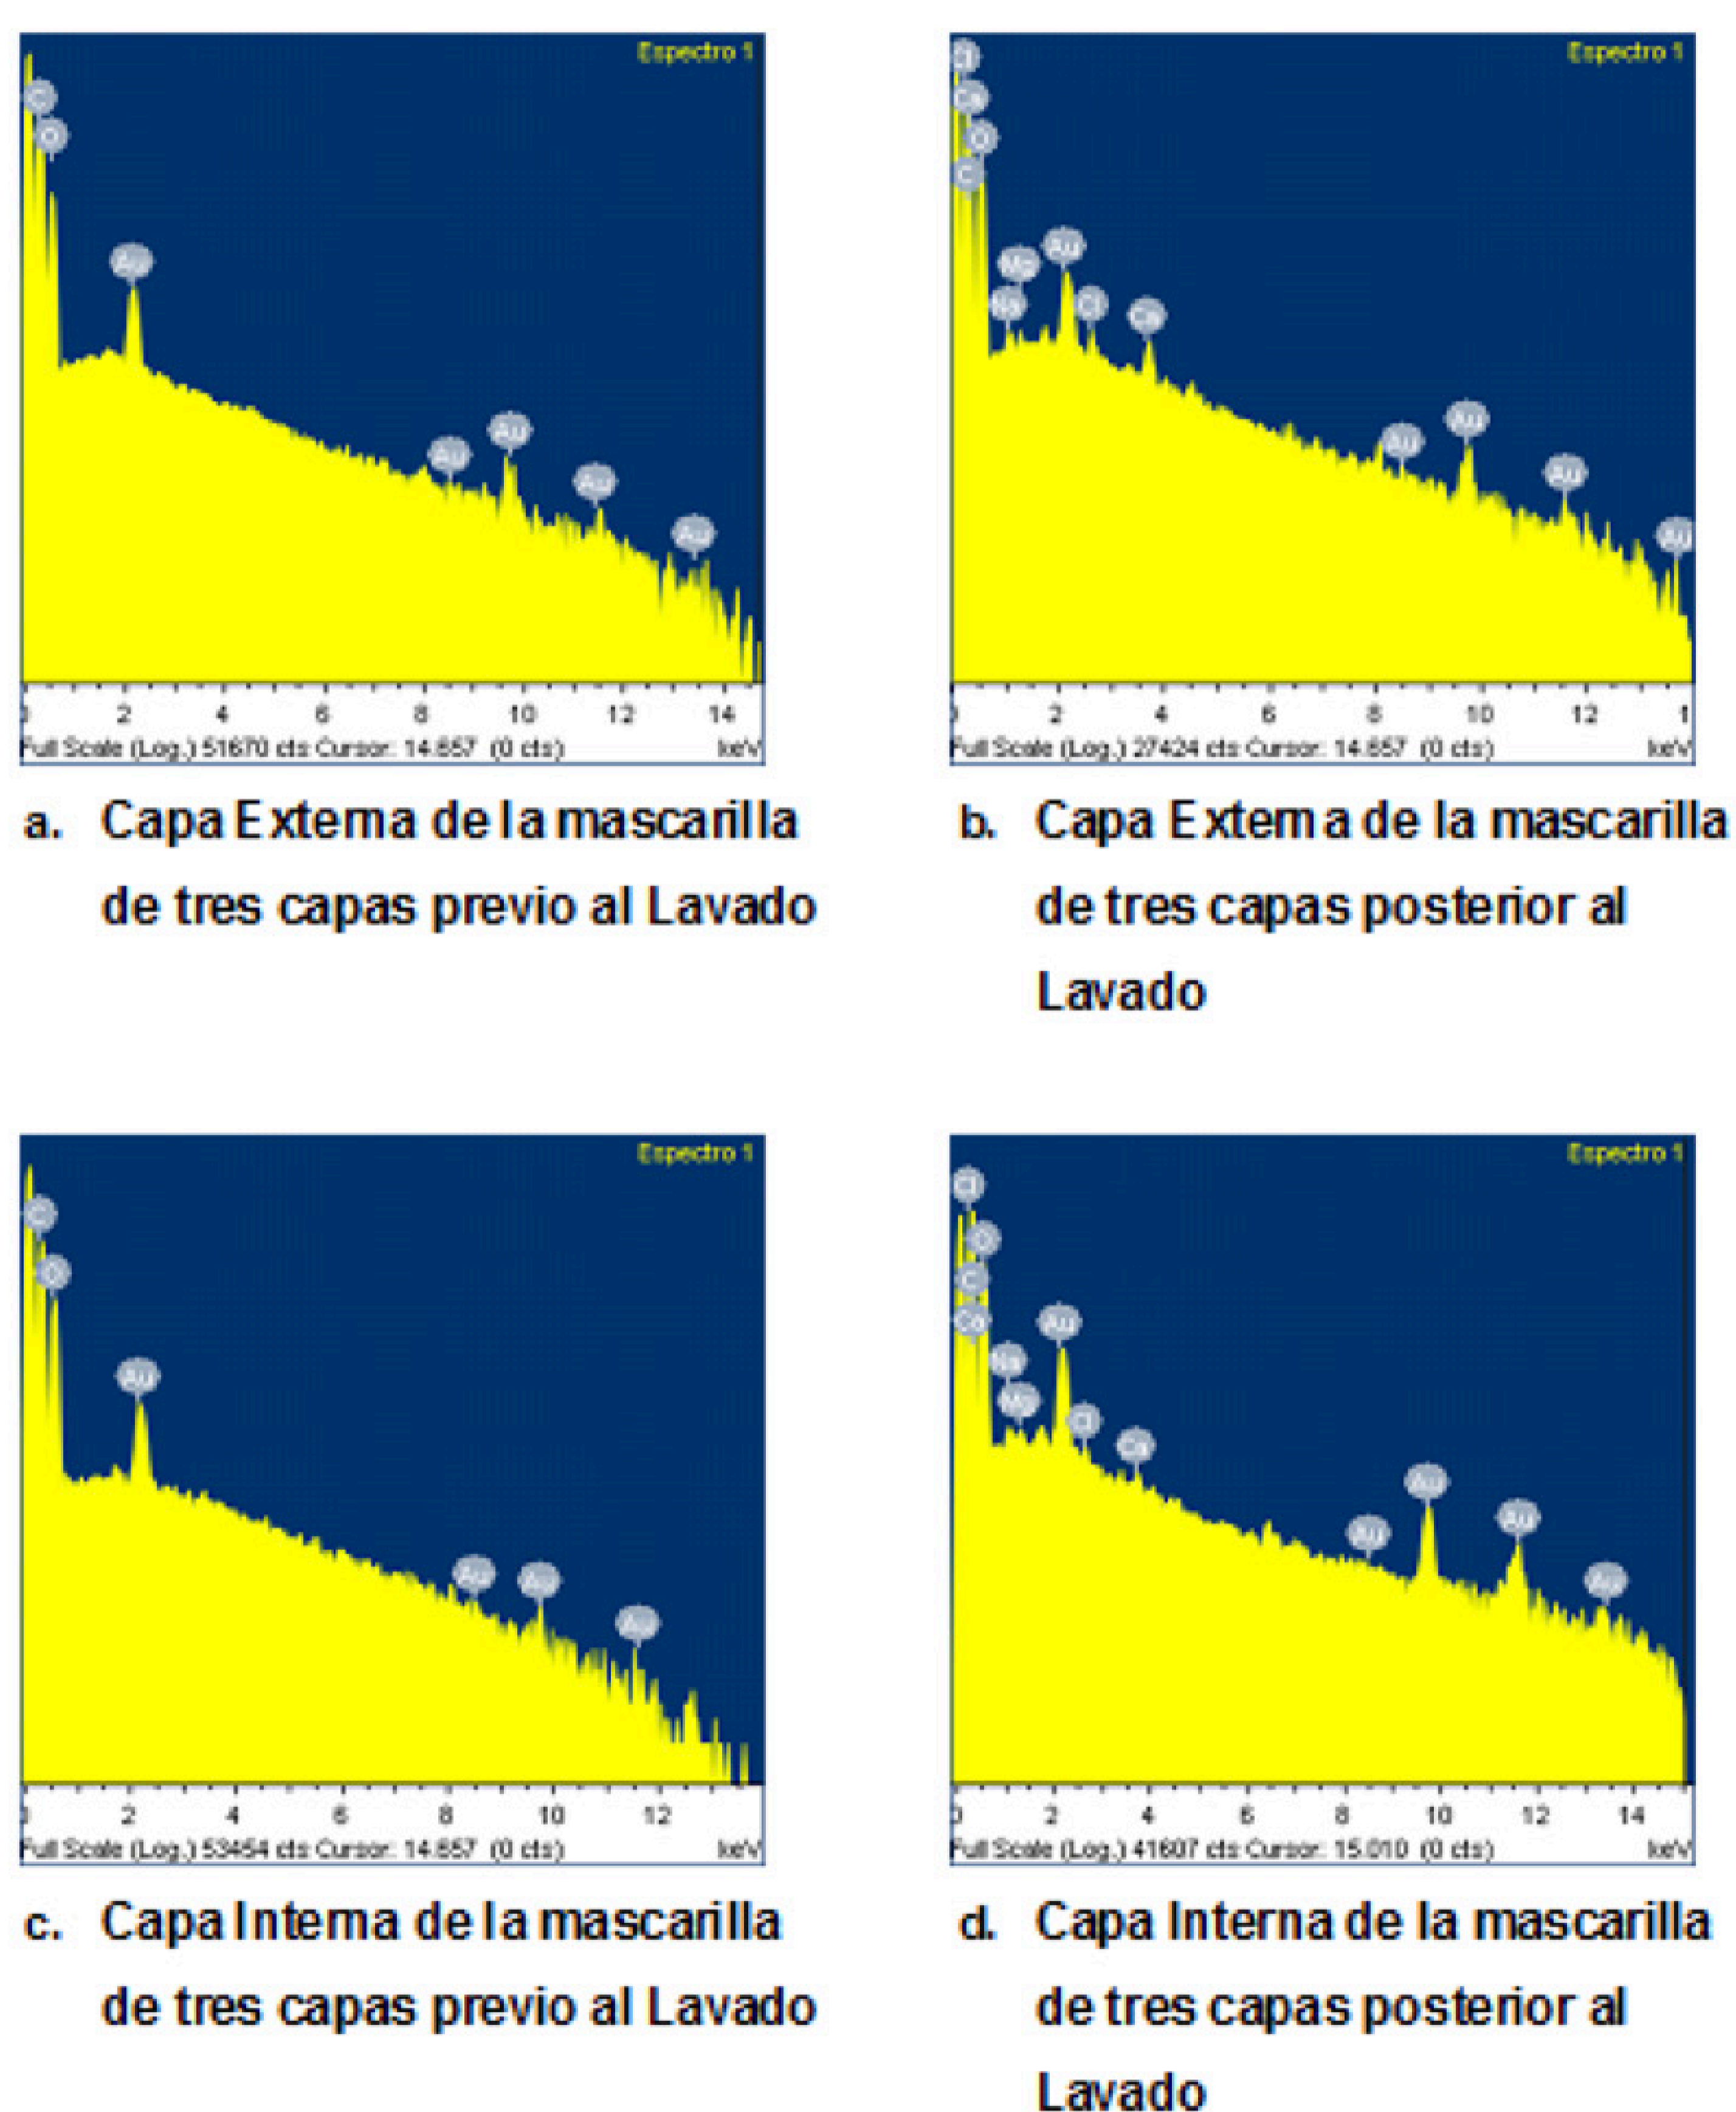 Espectro 1
C
O
Au
Au
Au
Au
Au
0 2 4 6 8 10 12 14
Full Scale (Log.) 51670 cts Cursor: 14.657 (0 cts) keV
a. Capa Externa de la mascarilla
de tres capas previo al Lavado
Espectro 1
Cl
Ca
O
C
Mg
Au
Na
Cl
Ca
Au
Au
Au
Au
2 4 6 8 10 12 1
Full Scale (Log.) 27424 cts Cursor: 14.657 (0 cts) keV
b. Capa Externa de la mascarilla
de tres capas posterior al
Lavado
Espectro 1
C
O
Au
Au
Au
Au
0 2 4 6 8 10 12
Full Scale (Log.) 53454 cts Cursor: 14.657 (0 cts) keV
c. Capa Interna de la mascarilla
de tres capas previo al Lavado
Espectro 1
Cl
O
C
Ca
Au
Na
Mg
Cl
Ca
Au
Au
Au
Au
0 2 4 6 8 10 12 14
Full Scale (Log.) 41607 cts Cursor: 15.010 (0 cts) keV
d. Capa Interna de la mascarilla
de tres capas posterior al
Lavado